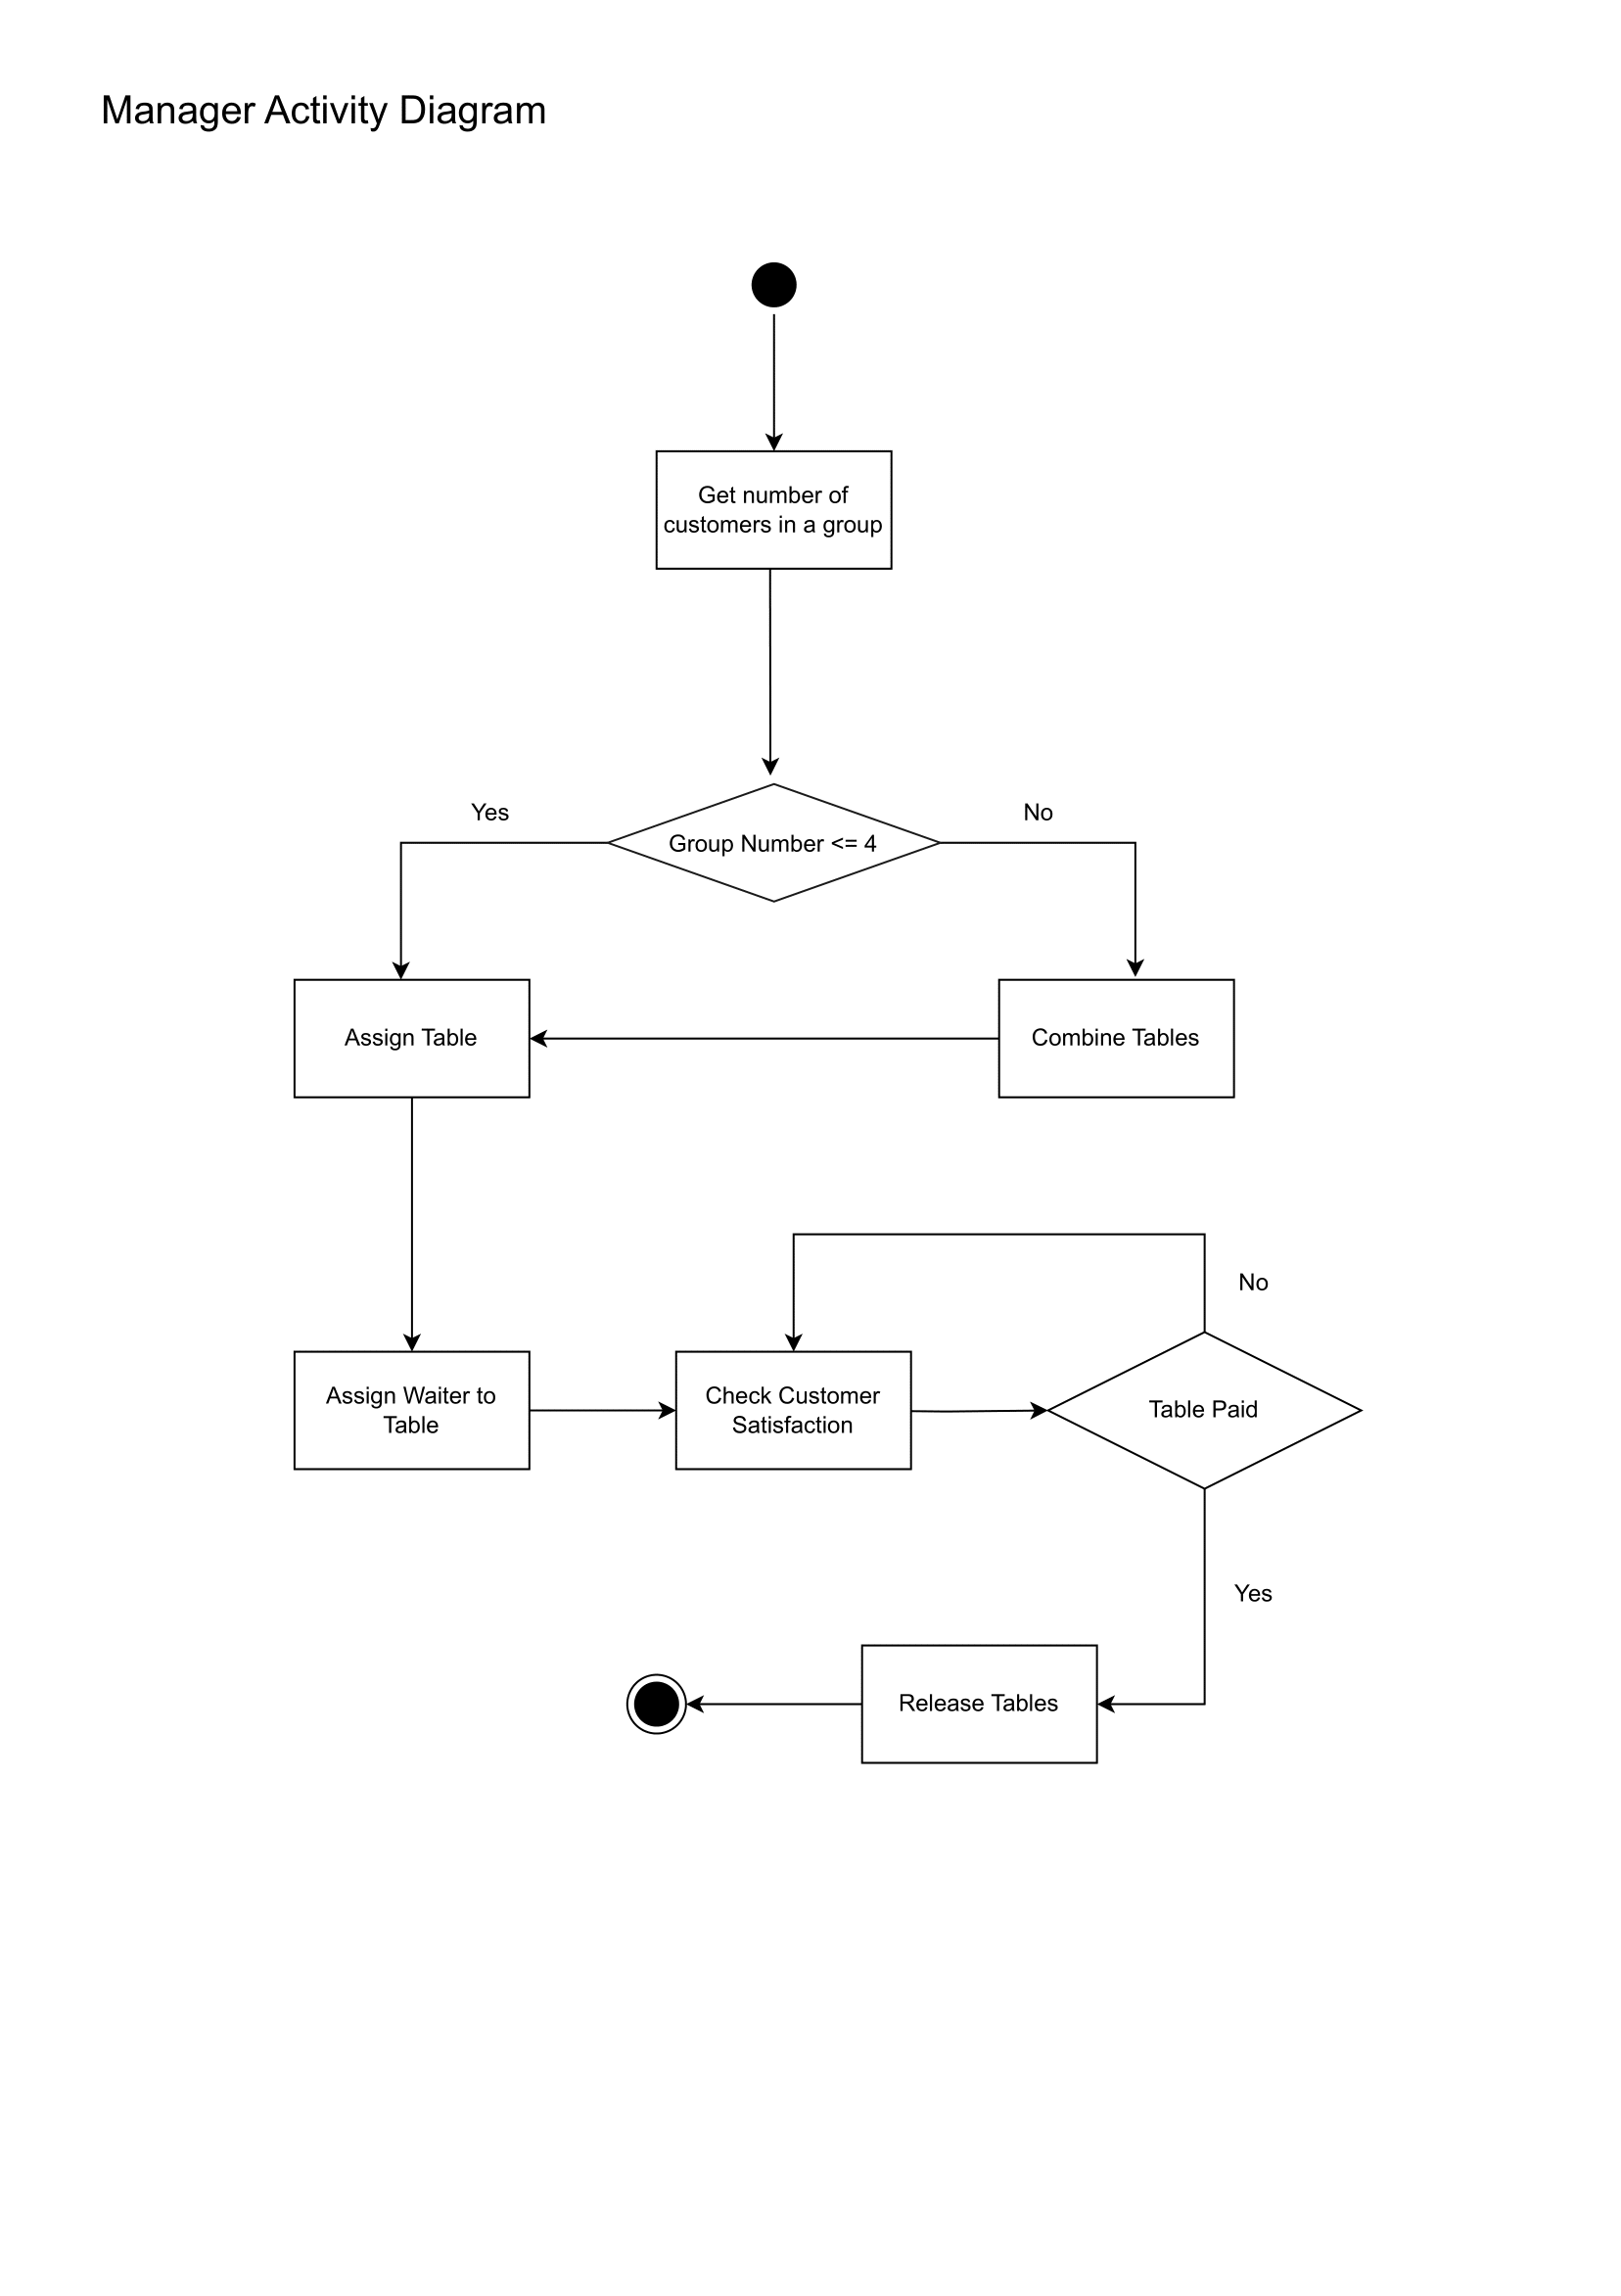 Manager Activity Diagram
Get number of
customers in a group
Yes
No
Group Number <= 4
Assign Table
Combine Tables
No
Assign Waiter to
Table
Check Customer
Satisfaction
Table Paid
Yes
Release Tables